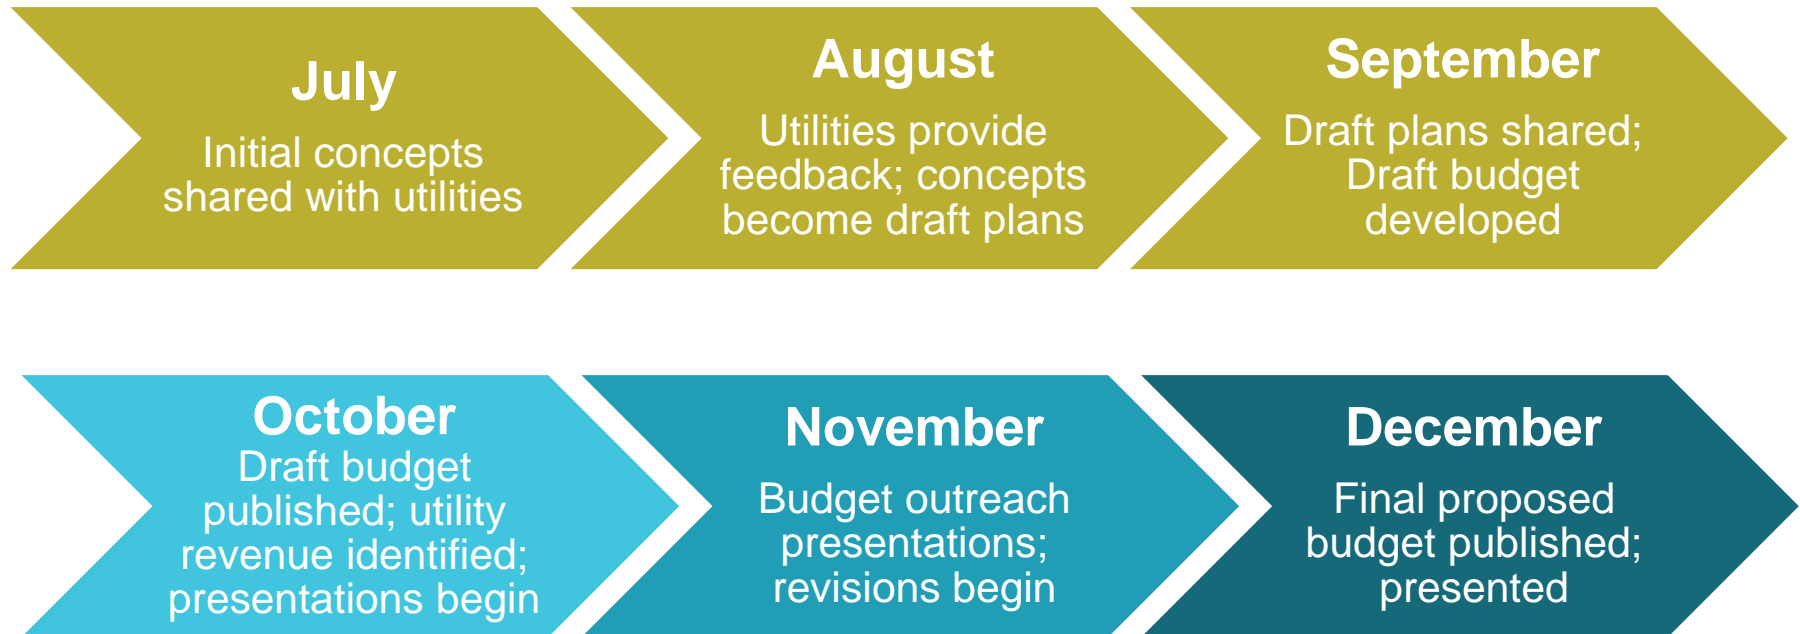 July
Initial concepts
shared with utilities
August
Utilities provide
feedback; concepts
become draft plans
September
Draft plans shared;
Draft budget
developed
October
Draft budget
published; utility
revenue identified;
presentations begin
November
Budget outreach
presentations;
revisions begin
December
Final proposed
budget published;
presented